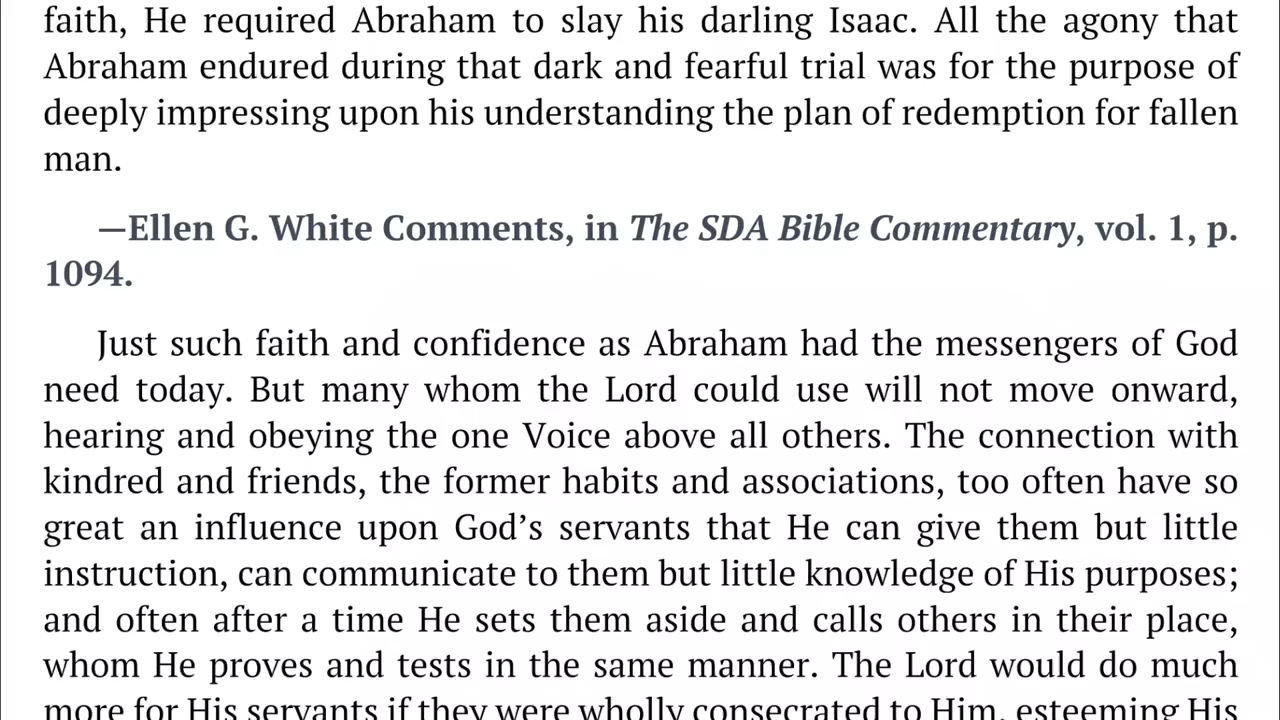 faith, He required Abraham to slay his darling Isaac. All the agony that
Abraham endured during that dark and fearful trial was for the purpose of
deeply impressing upon his understanding the plan of redemption for fallen
man.
—Ellen G. White Comments, in The SDA Bible Commentary, vol. 1, p.
1094.
Just such faith and confidence as Abraham had the messengers of God
need today. But many whom the Lord could use will not move onward,
hearing and obeying the one Voice above all others. The connection with
kindred and friends, the former habits and associations, too often have so
great an influence upon God’s servants that He can give them but little
instruction, can communicate to them but little knowledge of His purposes;
and often after a time He sets them aside and calls others in their place,
whom He proves and tests in the same manner. The Lord would do much
more for His servants if they were wholly consecrated to Him, esteeming His